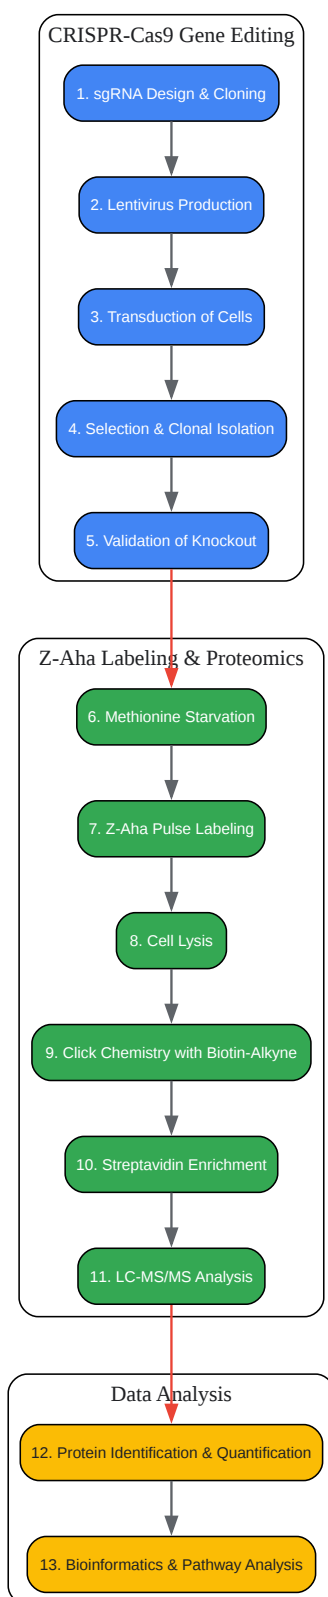 CRISPR-Cas9 Gene Editing
1. sgRNA Design & Cloning
2. Lentivirus Production
3. Transduction of Cells
4. Selection & Clonal Isolation
5. Validation of Knockout
Z-Aha Labeling & Proteomics
6. Methionine Starvation
7. Z-Aha Pulse Labeling
8. Cell Lysis
9. Click Chemistry with Biotin-Alkyne
10. Streptavidin Enrichment
11. LC-MS/MS Analysis
Data Analysis
12. Protein Identification & Quantification
13. Bioinformatics & Pathway Analysis